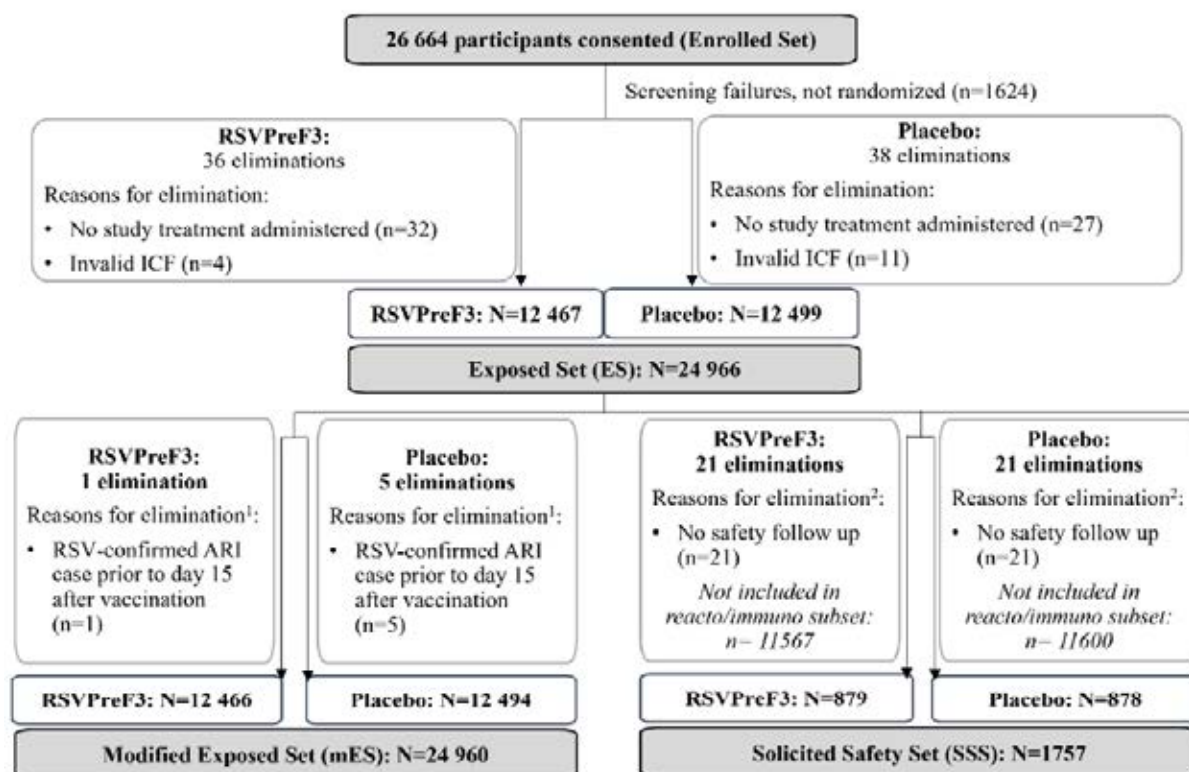 26 664 participants consented (Enrolled Set)
Screening failures, not randomized (n=1624)
RSVPreF3:
36 eliminations
Reasons for elimination:
• No study treatment administered (n=32)
• Invalid ICF (n=4)
Placebo:
38 eliminations
Reasons for elimination:
• No study treatment administered (n=27)
• Invalid ICF (n=11)
RSVPreF3: N=12 467
Placebo: N=12 499
Exposed Set (ES): N=24 966
RSVPreF3:
1 elimination
Reasons for elimination¹:
• RSV-confirmed ARI
case prior to day 15
after vaccination
(n=1)
Placebo:
5 eliminations
Reasons for elimination¹:
• RSV-confirmed ARI
case prior to day 15
after vaccination
(n=5)
RSVPreF3:
21 eliminations
Reasons for elimination²:
• No safety follow up
(n=21)
Not included in
reacto/immuno subset:
n= 11567
Placebo:
21 eliminations
Reasons for elimination²:
• No safety follow up
(n=21)
Not included in
reacto/immuno subset:
n= 11600
RSVPreF3: N=12 466
Placebo: N=12 494
RSVPreF3: N=879
Placebo: N=878
Modified Exposed Set (mES): N=24 960
Solicited Safety Set (SSS): N=1757